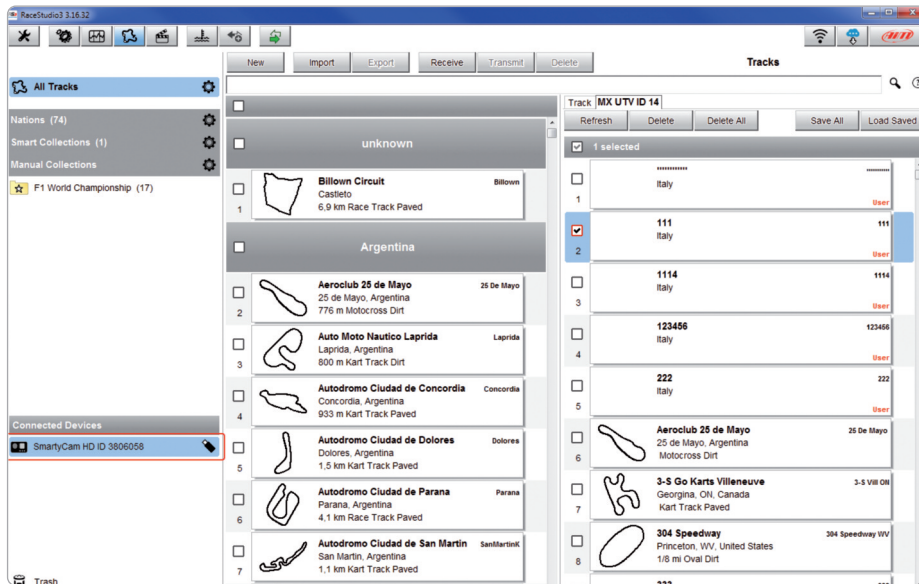 RaceStudio3 3.16.32
AiM
New
Import
Export
Receive
Transmit
Delete
Tracks
All Tracks
Nations (74)
Smart Collections (1)
Manual Collections
F1 World Championship (17)
Connected Devices
SmartyCam HD ID 3806058
Trash
unknown
Billown Circuit
Billown
Castleto
6,9 km Race Track Paved
1
Argentina
Aeroclub 25 de Mayo
25 De Mayo
25 de Mayo, Argentina
776 m Motocross Dirt
2
Auto Moto Nautico Laprida
Laprida
Laprida, Argentina
800 m Kart Track Dirt
3
Autodromo Ciudad de Concordia
Concordia
Concordia, Argentina
933 m Kart Track Paved
4
Autodromo Ciudad de Dolores
Dolores
Dolores, Argentina
1,5 km Kart Track Paved
5
Autodromo Ciudad de Parana
Parana
Parana, Argentina
4,1 km Race Track Paved
6
Autodromo Ciudad de San Martin
SanMartinK
San Martin, Argentina
1,1 km Kart Track Paved
7
Track
MX UTV ID 14
Refresh
Delete
Delete All
Save All
Load Saved
1 selected
Italy
User
1
111
111
Italy
User
2
1114
1114
Italy
User
3
123456
123456
Italy
User
4
222
222
Italy
User
5
Aeroclub 25 de Mayo
25 De Mayo
25 de Mayo, Argentina
Motocross Dirt
6
3-S Go Karts Villeneuve
3-S Vill ON
Georgina, ON, Canada
Kart Track Paved
7
304 Speedway
304 Speedway WV
Princeton, WV, United States
1/8 mi Oval Dirt
8